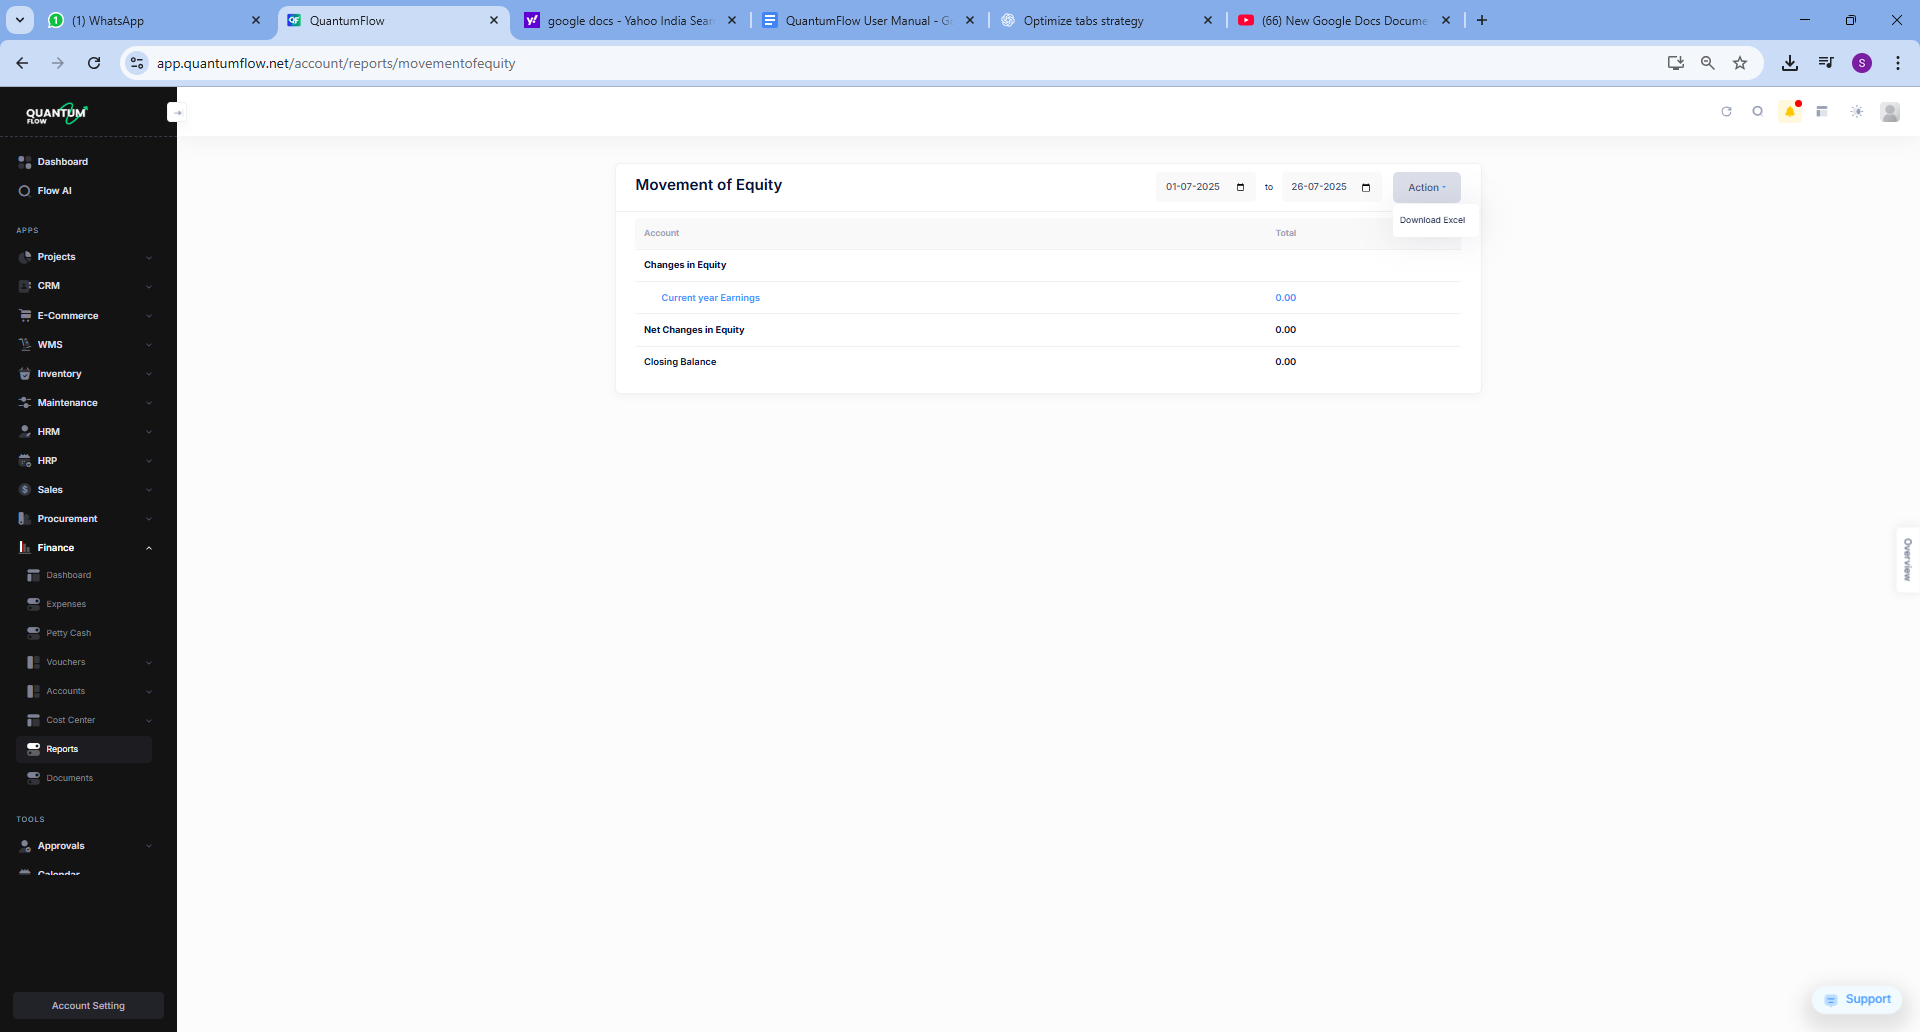 (1) WhatsApp
QuantumFlow
google docs - Yahoo India Sear
QuantumFlow User Manual - G
Optimize tabs strategy
(66) New Google Docs Docume
app.quantumflow.net/account/reports/movementofequity
S
QUANTUM
FLOW
Dashboard
Flow AI
APPS
Projects
CRM
E-Commerce
WMS
Inventory
Maintenance
HRM
HRP
Sales
Procurement
Finance
Dashboard
Expenses
Petty Cash
Vouchers
Accounts
Cost Center
Reports
Documents
TOOLS
Approvals
Calendar
Account Setting
Movement of Equity
01-07-2025 to 26-07-2025
Action
Download Excel
Account Total
Changes in Equity
Current year Earnings 0.00
Net Changes in Equity 0.00
Closing Balance 0.00
Overview
Support